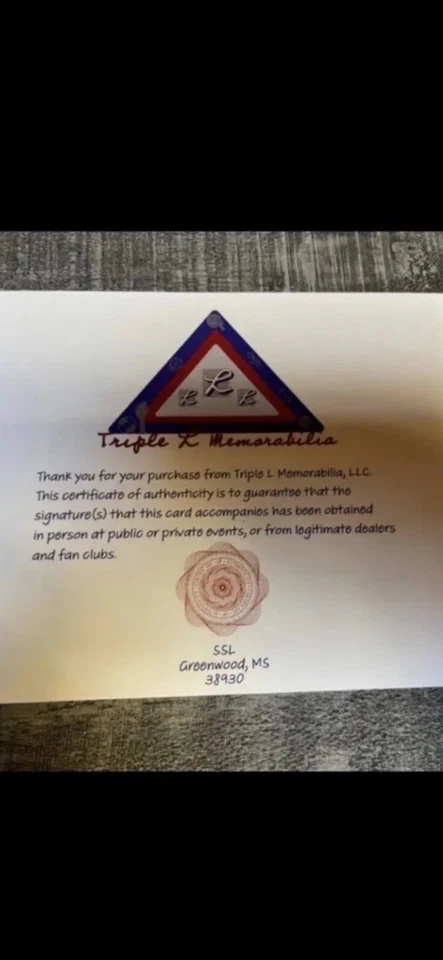 L
L L
Triple L Memorabilia
Thank you for your purchase from Triple L Memorabilia, LLC.
This certificate of authenticity is to guarantee that the
signature(s) that this card accompanies has been obtained
in person at public or private events, or from legitimate dealers
and fan clubs.
SSL
Greenwood, MS
38930